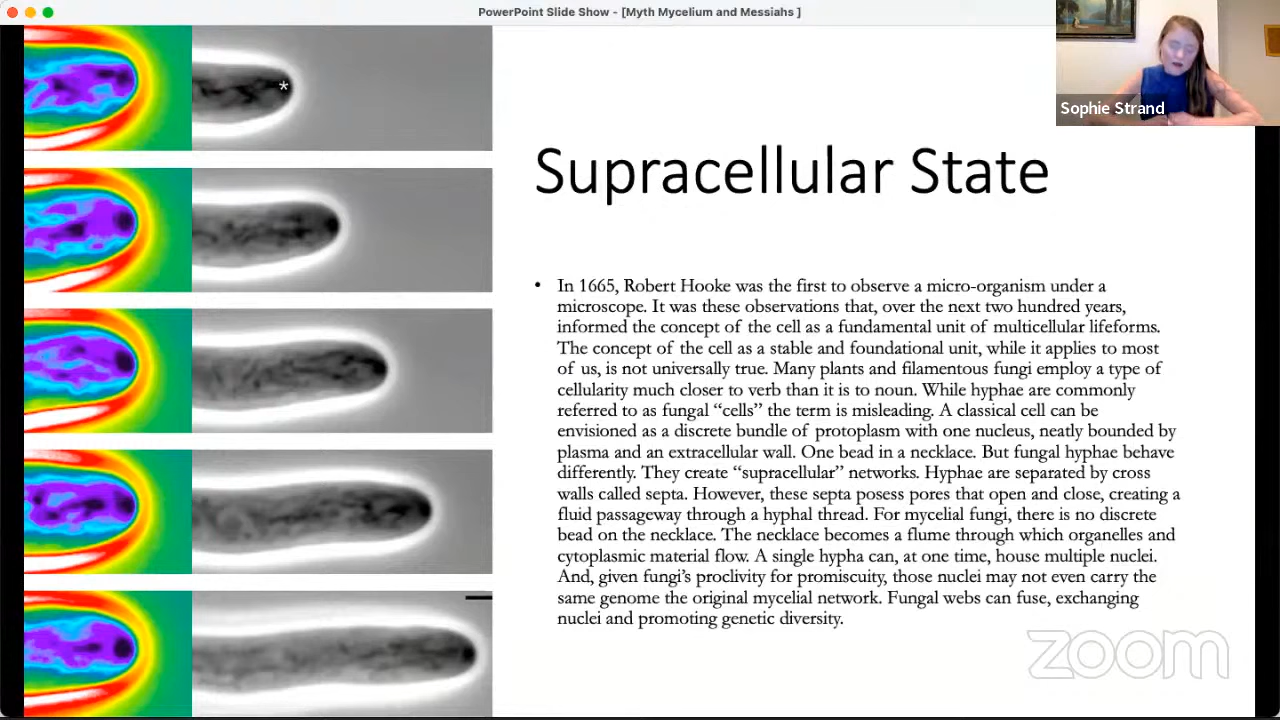 PowerPoint Slide Show - [Myth Mycelium and Messiahs ]
Sophie Strand
*
Supracellular State
• In 1665, Robert Hooke was the first to observe a micro-organism under a
microscope. It was these observations that, over the next two hundred years,
informed the concept of the cell as a fundamental unit of multicellular lifeforms.
The concept of the cell as a stable and foundational unit, while it applies to most
of us, is not universally true. Many plants and filamentous fungi employ a type of
cellularity much closer to verb than it is to noun. While hyphae are commonly
referred to as fungal “cells” the term is misleading. A classical cell can be
envisioned as a discrete bundle of protoplasm with one nucleus, neatly bounded by
plasma and an extracellular wall. One bead in a necklace. But fungal hyphae behave
differently. They create “supracellular” networks. Hyphae are separated by cross
walls called septa. However, these septa posess pores that open and close, creating a
fluid passageway through a hyphal thread. For mycelial fungi, there is no discrete
bead on the necklace. The necklace becomes a flume through which organelles and
cytoplasmic material flow. A single hypha can, at one time, house multiple nuclei.
And, given fungi’s proclivity for promiscuity, those nuclei may not even carry the
same genome the original mycelial network. Fungal webs can fuse, exchanging
nuclei and promoting genetic diversity.
zoom